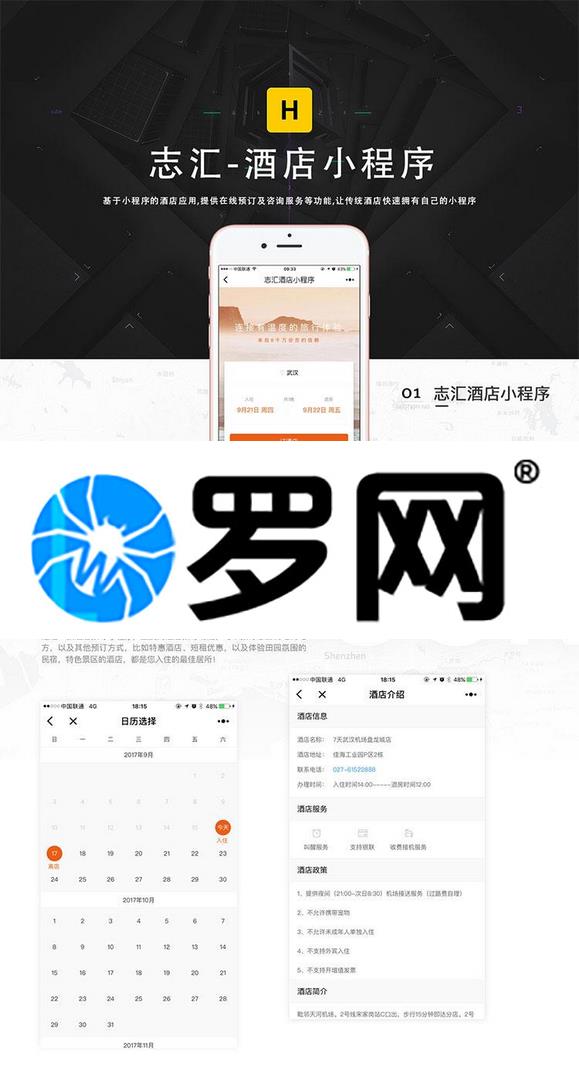 H
志汇-酒店小程序
基于小程序的酒店应用,提供在线预订及咨询服务等功能,让传统酒店快速拥有自己的小程序
中国联通
09:33
63%
志汇酒店小程序
连接有温度的旅行体验
武汉
入住
离店
9月21日 周四
9月22日 周五
01 志汇酒店小程序
罗网®
方，以及其他预订方式，比如特惠酒店、短租优惠，以及体验田园氛围的
民宿，特色景区的酒店，都是您入住的最佳居所!
Shenzhen
中国联通 4G 18:15 48%
日历选择
日 一 二 三 四 五 六
2017年9月
1 2
3 4 5 6 7 8 9
10 11 12 13 14 15 今天
入住
17 18 19 20 21 22 23
离店
24 25 26 27 28 29 30
2017年10月
1 2 3 4 5 6 7
8 9 10 11 12 13 14
15 16 17 18 19 20 21
22 23 24 25 26 27 28
29 30 31
2017年11月
中国联通 4G 18:15 48%
酒店介绍
酒店信息
酒店名称： 7天武汉机场盘龙城店
酒店地址： 佳海工业园P区2栋
联系电话： 027-61522888
办理时间： 入住时间14:00-----退房时间12:00
酒店服务
叫醒服务 支持银联 收费接机服务
酒店政策
1、提供夜间（21:00-次日8:30）机场接送服务（过路费自理）
2、不允许携带宠物
3、不允许未成年人单独入住
4、不支持外宾入住
5、不支持开增值发票
酒店简介
毗邻天河机场。2号线宋家岗站C口出，步行15分钟即达分店。2号